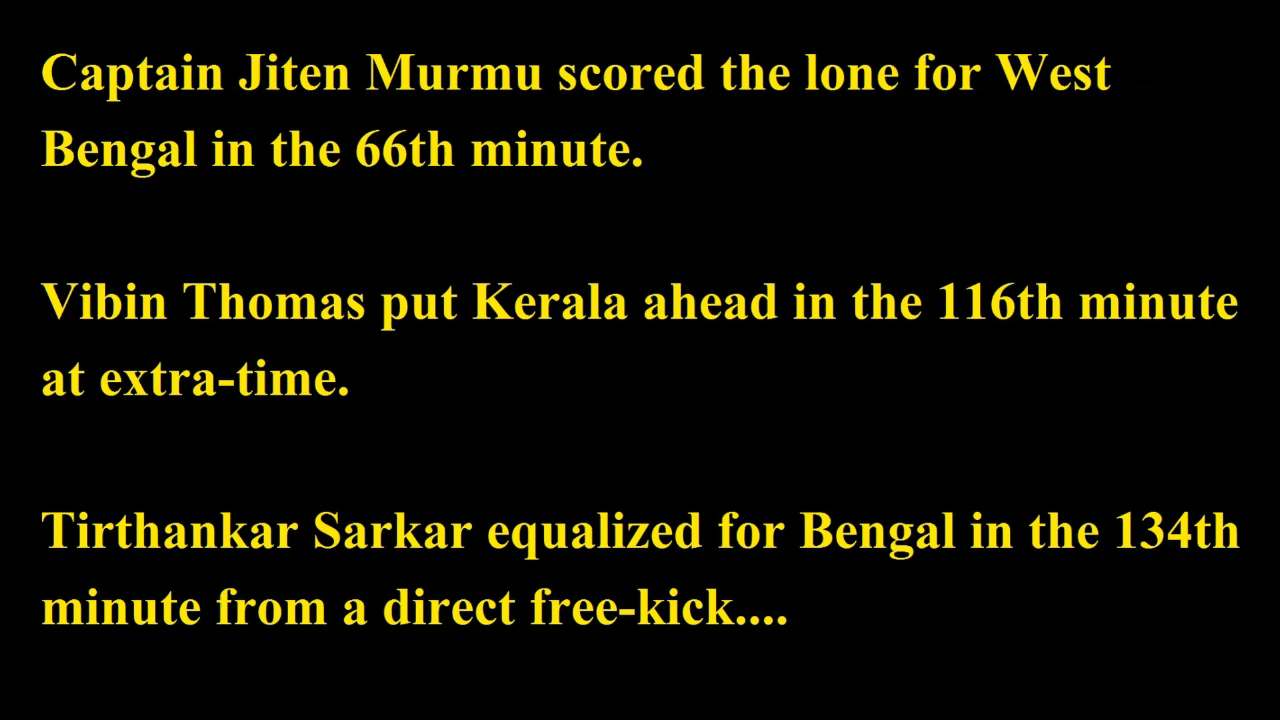 Captain Jiten Murmu scored the lone for West
Bengal in the 66th minute.
Vibin Thomas put Kerala ahead in the 116th minute
at extra-time.
Tirthankar Sarkar equalized for Bengal in the 134th
minute from a direct free-kick....